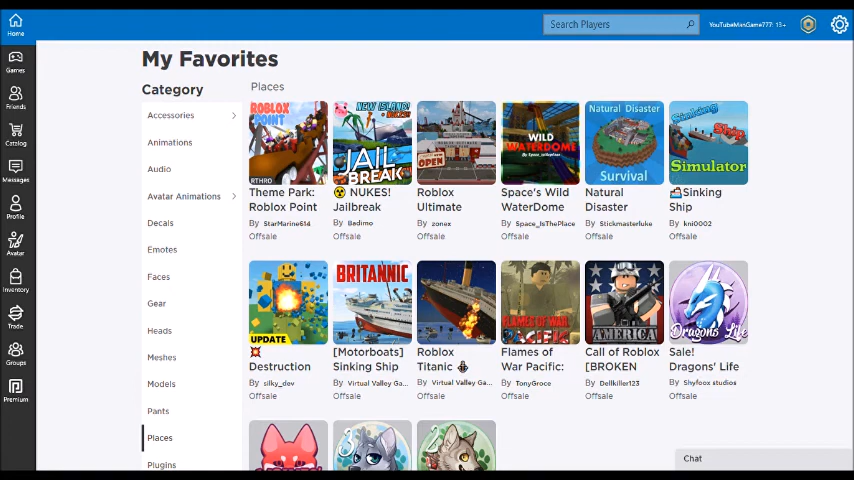 Home
Search Players
YouTubeManGame777: 13+
Games
Friends
Catalog
Messages
Profile
Avatar
Inventory
Trade
Groups
Premium
My Favorites
Category
Accessories
Animations
Audio
Avatar Animations
Decals
Emotes
Faces
Gear
Heads
Meshes
Models
Pants
Places
Plugins
Places
ROBLOX
POINT
RTHRO
Theme Park:
Roblox Point
By StarMarine614
Offsale
NEW ISLAND!
JAIL
BREAK
☢ NUKES!
Jailbreak
By Badimo
Offsale
OPEN
Roblox
Ultimate
By zonex
Offsale
WILD
WATERDOME
Space's Wild
WaterDome
By Space_IsThePlace
Offsale
Natural Disaster
Survival
Natural
Disaster
By Stickmasterluke
Offsale
Sinking
Ship
Simulator
🚢Sinking
Ship
By kni0002
Offsale
UPDATE
💥
Destruction
By silky_dev
Offsale
BRITANNIC
[Motorboats]
Sinking Ship
By Virtual Valley Ga...
Offsale
Roblox
Titanic
By Virtual Valley Ga...
Offsale
FLAMES OF WAR
PACIFIC
Flames of
War Pacific:
By TonyGroce
Offsale
AMERICA
Call of Roblox
[BROKEN
By Dellkiller123
Offsale
Dragons Life
Sale!
Dragons' Life
By Shyfoox studios
Offsale
3
2
Chat